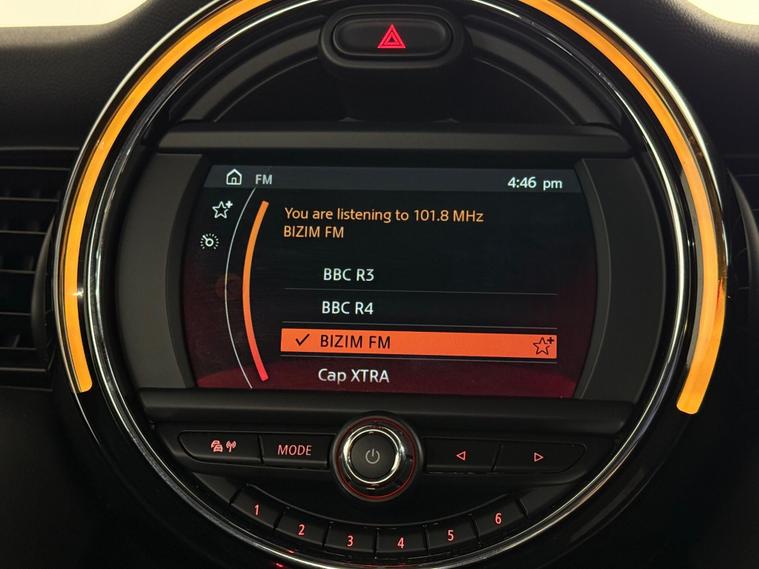 FM
4:46 pm
You are listening to 101.8 MHz
BIZIM FM
BBC R3
BBC R4
BIZIM FM
Cap XTRA
MODE
1
2
3
4
5
6